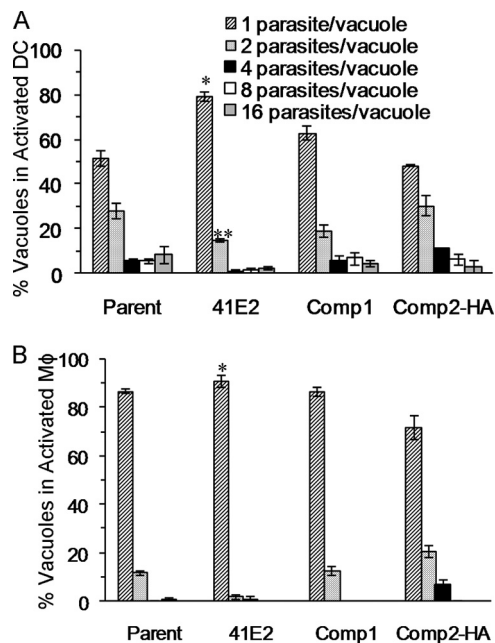 A
1 parasite/vacuole
2 parasites/vacuole
4 parasites/vacuole
8 parasites/vacuole
16 parasites/vacuole
% Vacuoles in Activated DC
100
80
60
40
20
0
*
**
Parent 41E2 Comp1 Comp2-HA
B
% Vacuoles in Activated Mϕ
100
80
60
40
20
0
*
Parent 41E2 Comp1 Comp2-HA